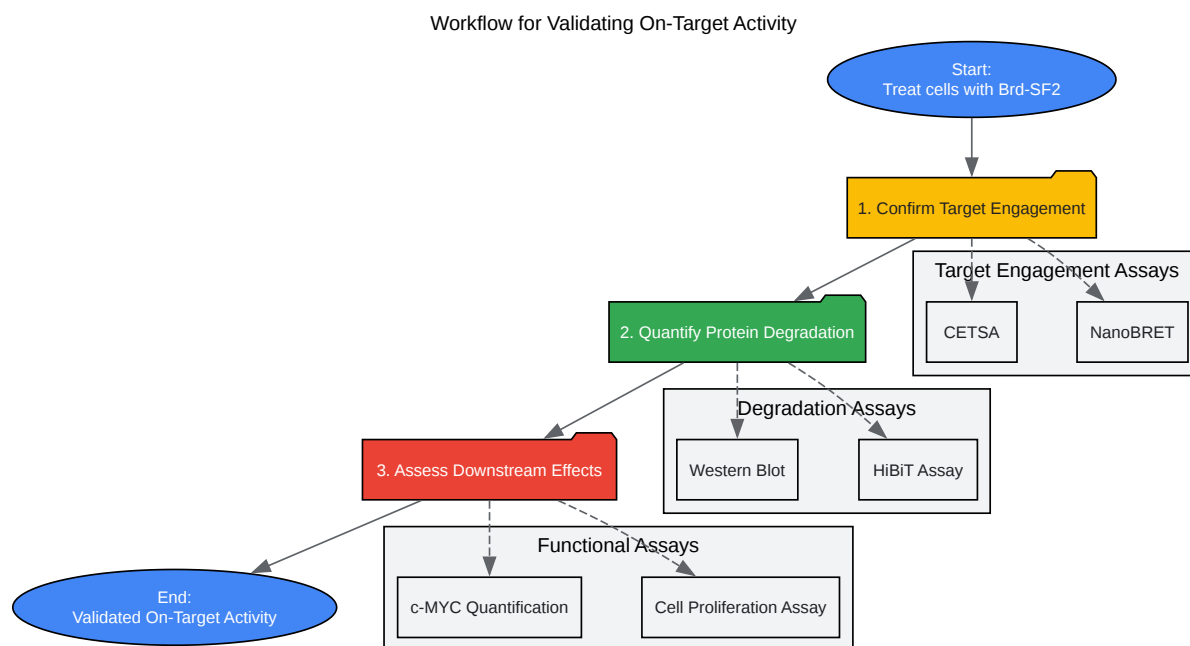 Workflow for Validating On-Target Activity
Start:
Treat cells with Brd-SF2
1. Confirm Target Engagement
Target Engagement Assays
CETSA
NanoBRET
2. Quantify Protein Degradation
Degradation Assays
Western Blot
HiBiT Assay
3. Assess Downstream Effects
Functional Assays
c-MYC Quantification
Cell Proliferation Assay
End:
Validated On-Target Activity